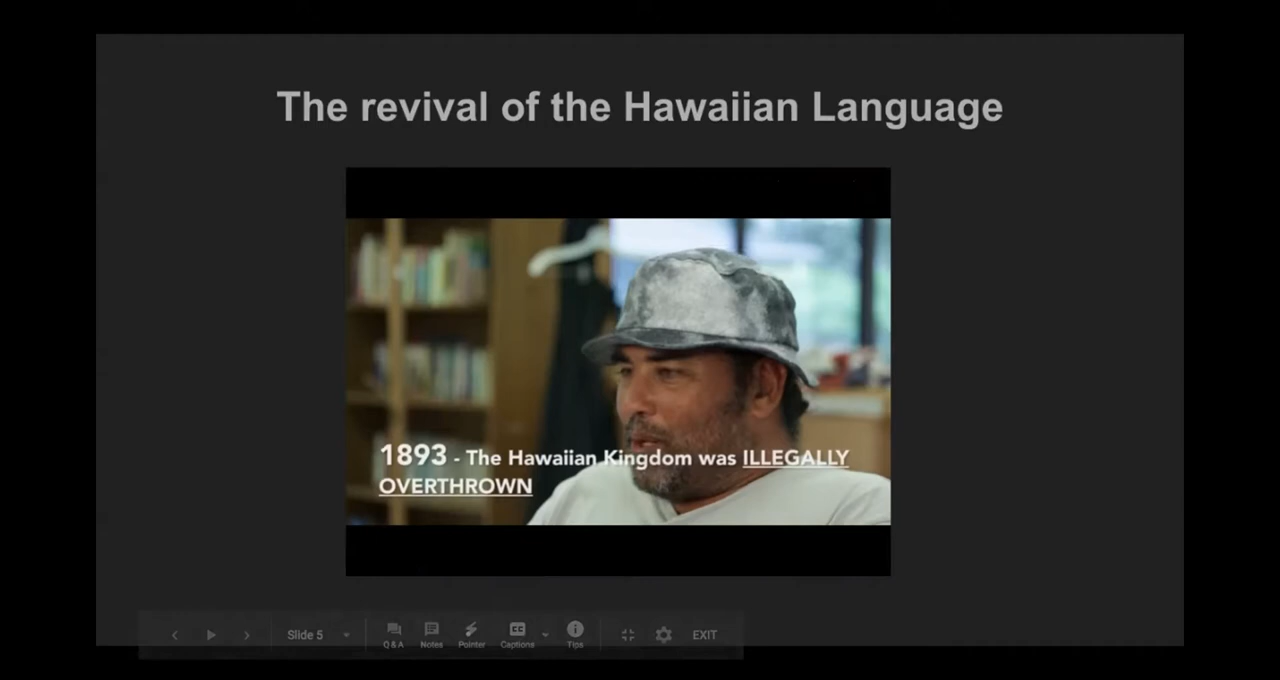 The revival of the Hawaiian Language
1893 - The Hawaiian Kingdom was ILLEGALLY
OVERTHROWN
Slide 5
Q & A
Notes
Pointer
Captions
Tips
EXIT